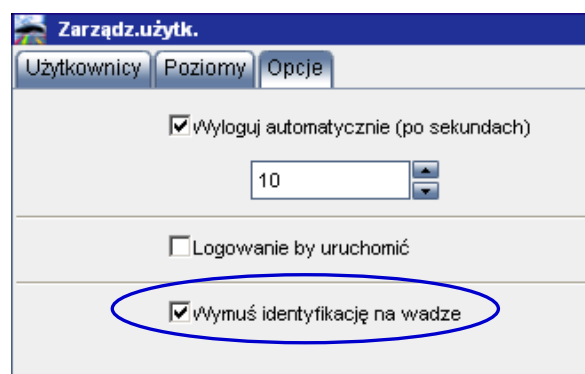 Zarządz.użytk.
Użytkownicy Poziomy Opcje
Wyloguj automatycznie (po sekundach)
10
Logowanie by uruchomić
Wymuś identyfikację na wadze